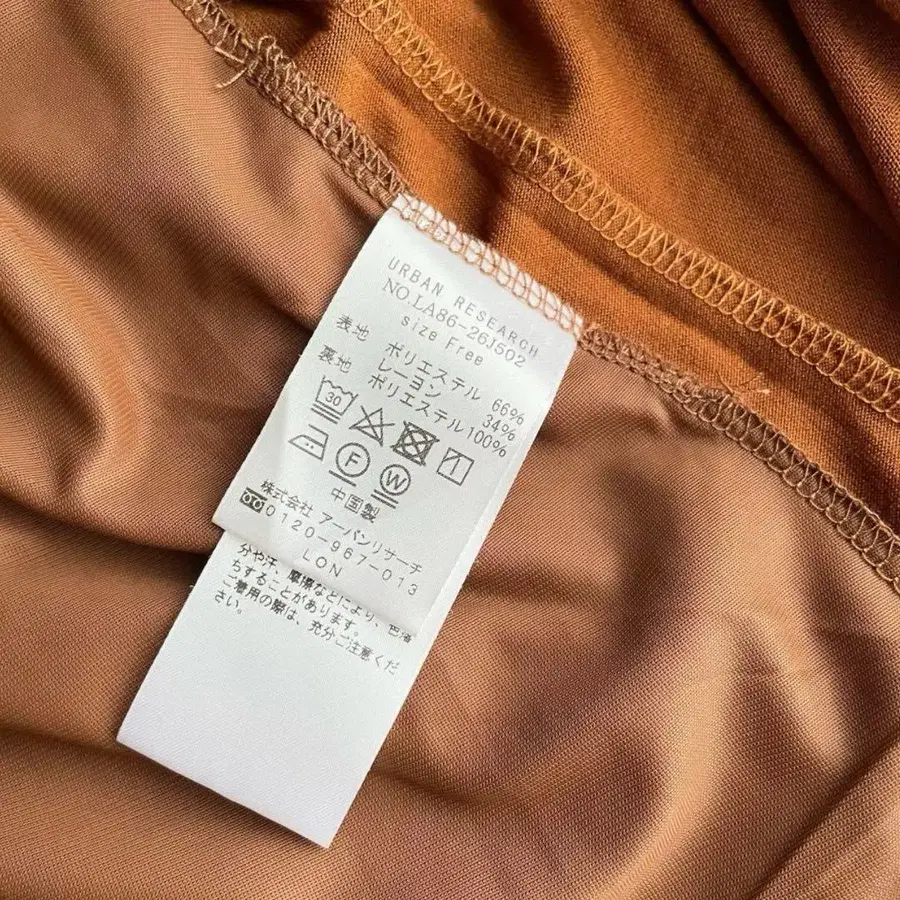 URBAN RESEARCH
NO.LA86-26J502
size Free
表地 ポリエステル 66%
レーヨン 34%
裏地 ポリエステル 100%
30
F W
中国製
株式会社 アーバンリサーチ
0120-967-013
LON
分や汗、摩擦などにより、色落
ちすることがあります。
ご着用の際は、充分ご注意くだ
さい。